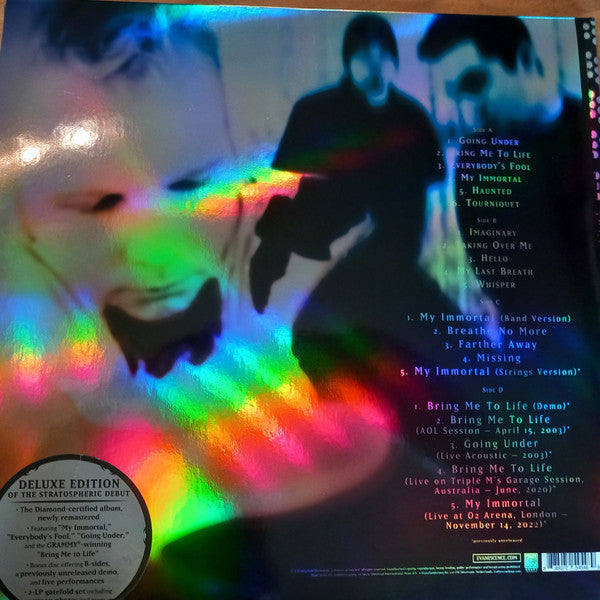 Side A
1. Going Under
2. Bring Me To Life
3. Everybody's Fool
My Immortal
5. Haunted
6. Tourniquet
Side B
1. Imaginary
2. Taking Over Me
3. Hello
4. My Last Breath
5. Whisper
Side C
1. My Immortal (Band Version)
2. Breathe No More
3. Farther Away
4. Missing
5. My Immortal (Strings Version)*
Side D
1. Bring Me To Life (Demo)*
2. Bring Me To Life
(AOL Session – April 15, 2003)*
3. Going Under
(Live Acoustic – 2003)*
4. Bring Me To Life
(Live on Triple M's Garage Session,
Australia – June, 2020)*
5. My Immortal
(Live at O2 Arena, London –
November 14, 2022)*
*previously unreleased
EVANESCENCE.COM
DELUXE EDITION
OF THE STRATOSPHERIC DEBUT
• The Diamond-certified album,
newly remastered
• Featuring "My Immortal,"
"Everybody's Fool," "Going Under,"
and the GRAMMY®-winning
"Bring Me to Life"
• Bonus disc offering B-sides,
a previously unreleased demo,
and live performances
• 2-LP gatefold set including